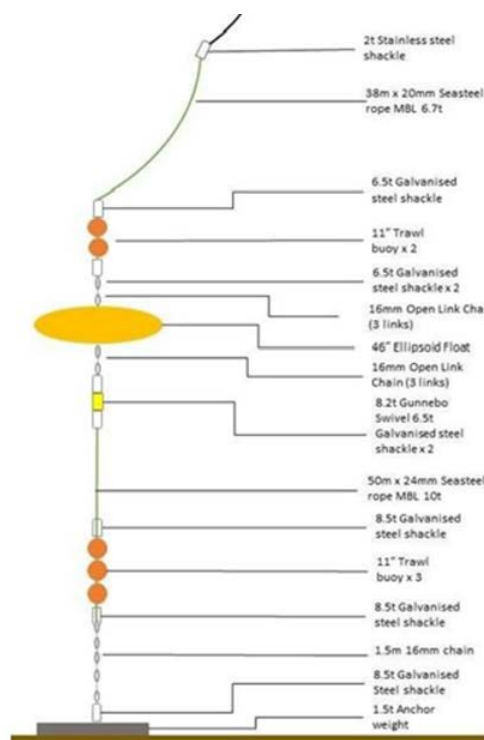 2t Stainless steel
shackle
38m x 20mm Seasteel
rope MBL 6.7t
6.5t Galvanised
steel shackle
11" Trawl
buoy x 2
6.5t Galvanised
steel shackle x 2
16mm Open Link Cha
(3 links)
46" Ellipsoid Float
16mm Open Link
Chain (3 links)
8.2t Gunnebo
Swivel 6.5t
Galvanised steel
shackle x 2
50m x 24mm Seasteel
rope MBL 10t
8.5t Galvanised
steel shackle
11" Trawl
buoy x 3
8.5t Galvanised
steel shackle
1.5m 16mm chain
8.5t Galvanised
Steel shackle
1 5t Anchor
weight